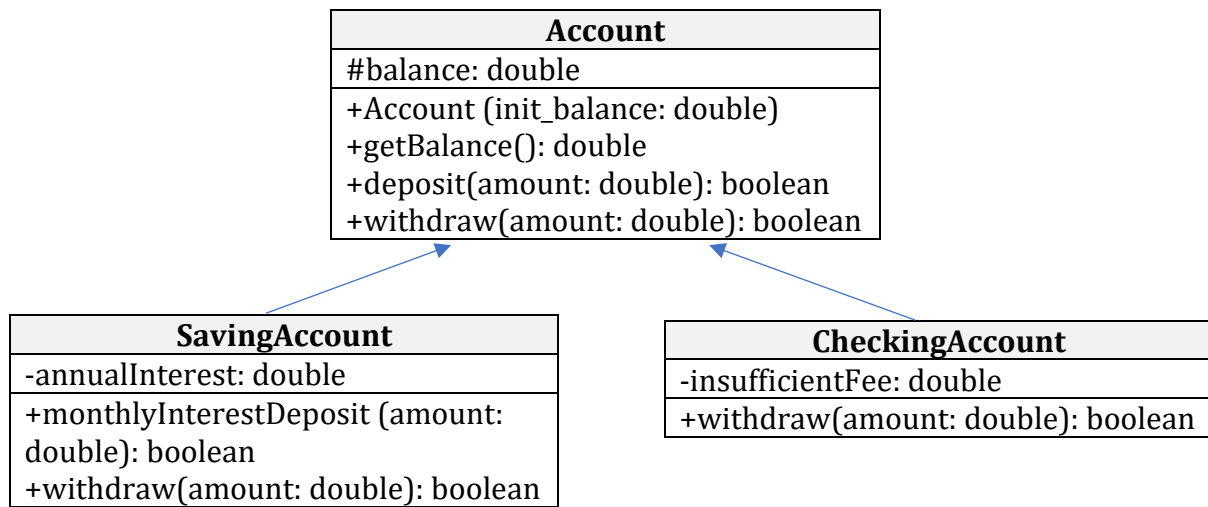 Account
#balance: double
+Account (init_balance: double)
+getBalance(): double
+deposit(amount: double): boolean
+withdraw(amount: double): boolean
SavingAccount
-annualInterest: double
+monthlyInterestDeposit (amount:
double): boolean
+withdraw(amount: double): boolean
CheckingAccount
-insufficientFee: double
+withdraw(amount: double): boolean